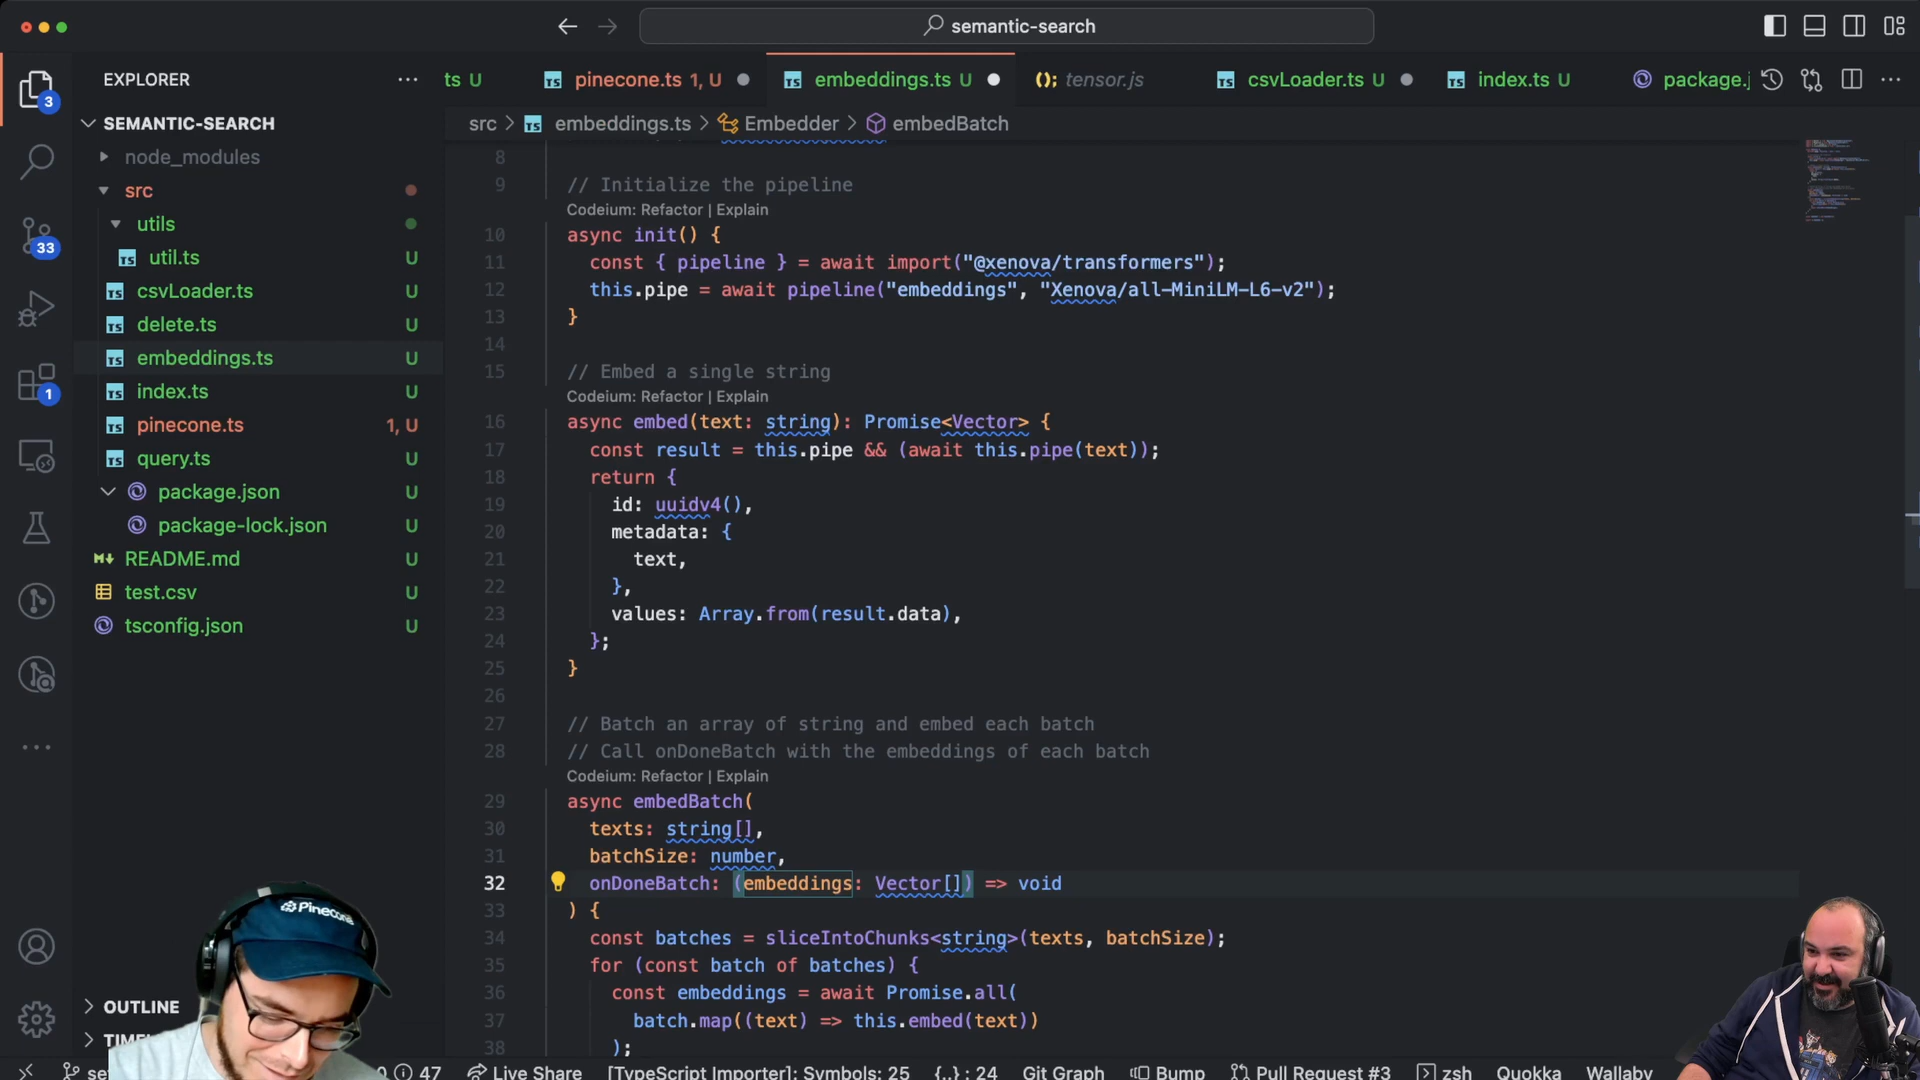 semantic-search
EXPLORER
ts U
pinecone.ts 1, U
embeddings.ts U
tensor.js
csvLoader.ts U
index.ts U
package.j
src > embeddings.ts > Embedder > embedBatch
3
33
1
SEMANTIC-SEARCH
node_modules
src
utils
util.ts U
csvLoader.ts U
delete.ts U
embeddings.ts U
index.ts U
pinecone.ts 1, U
query.ts U
package.json U
package-lock.json U
README.md U
test.csv U
tsconfig.json U
OUTLINE
8
9 // Initialize the pipeline
Codeium: Refactor | Explain
10 async init() {
11 const { pipeline } = await import("@xenova/transformers");
12 this.pipe = await pipeline("embeddings", "Xenova/all-MiniLM-L6-v2");
13 }
14
15 // Embed a single string
Codeium: Refactor | Explain
16 async embed(text: string): Promise<Vector> {
17 const result = this.pipe && (await this.pipe(text));
18 return {
19 id: uuidv4(),
20 metadata: {
21 text,
22 },
23 values: Array.from(result.data),
24 };
25 }
26
27 // Batch an array of string and embed each batch
28 // Call onDoneBatch with the embeddings of each batch
Codeium: Refactor | Explain
29 async embedBatch(
30 texts: string[],
31 batchSize: number,
32 onDoneBatch: (embeddings: Vector[]) => void
33 ) {
34 const batches = sliceIntoChunks<string>(texts, batchSize);
35 for (const batch of batches) {
36 const embeddings = await Promise.all(
37 batch.map((text) => this.embed(text))
38 );
Pinecone
47 Live Share [TypeScript Importer]: Symbols: 25 {..} : 24 Git Graph Bump Pull Request #3 zsh Quokka Wallaby